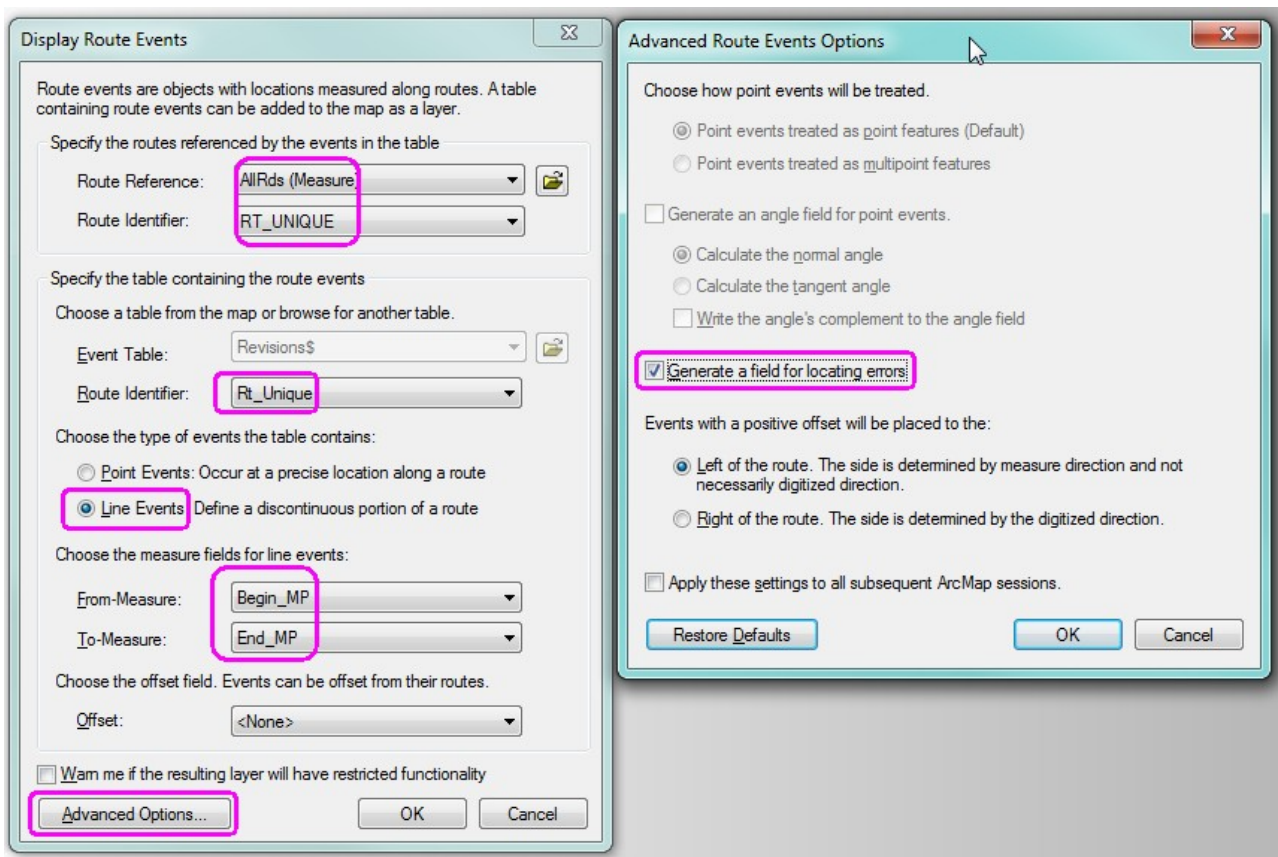 Display Route Events
Route events are objects with locations measured along routes. A table
containing route events can be added to the map as a layer.
Specify the routes referenced by the events in the table
Route Reference: AllRds (Measure)
Route Identifier: RT_UNIQUE
Specify the table containing the route events
Choose a table from the map or browse for another table.
Event Table: Revisions$
Route Identifier: Rt_Unique
Choose the type of events the table contains:
Point Events: Occur at a precise location along a route
Line Events: Define a discontinuous portion of a route
Choose the measure fields for line events:
From-Measure: Begin_MP
To-Measure: End_MP
Choose the offset field. Events can be offset from their routes.
Offset: <None>
Warn me if the resulting layer will have restricted functionality
Advanced Options... OK Cancel
Advanced Route Events Options
Choose how point events will be treated.
Point events treated as point features (Default)
Point events treated as multipoint features
Generate an angle field for point events.
Calculate the normal angle
Calculate the tangent angle
Write the angle's complement to the angle field
Generate a field for locating errors
Events with a positive offset will be placed to the:
Left of the route. The side is determined by measure direction and not
necessarily digitized direction.
Right of the route. The side is determined by the digitized direction.
Apply these settings to all subsequent ArcMap sessions.
Restore Defaults OK Cancel